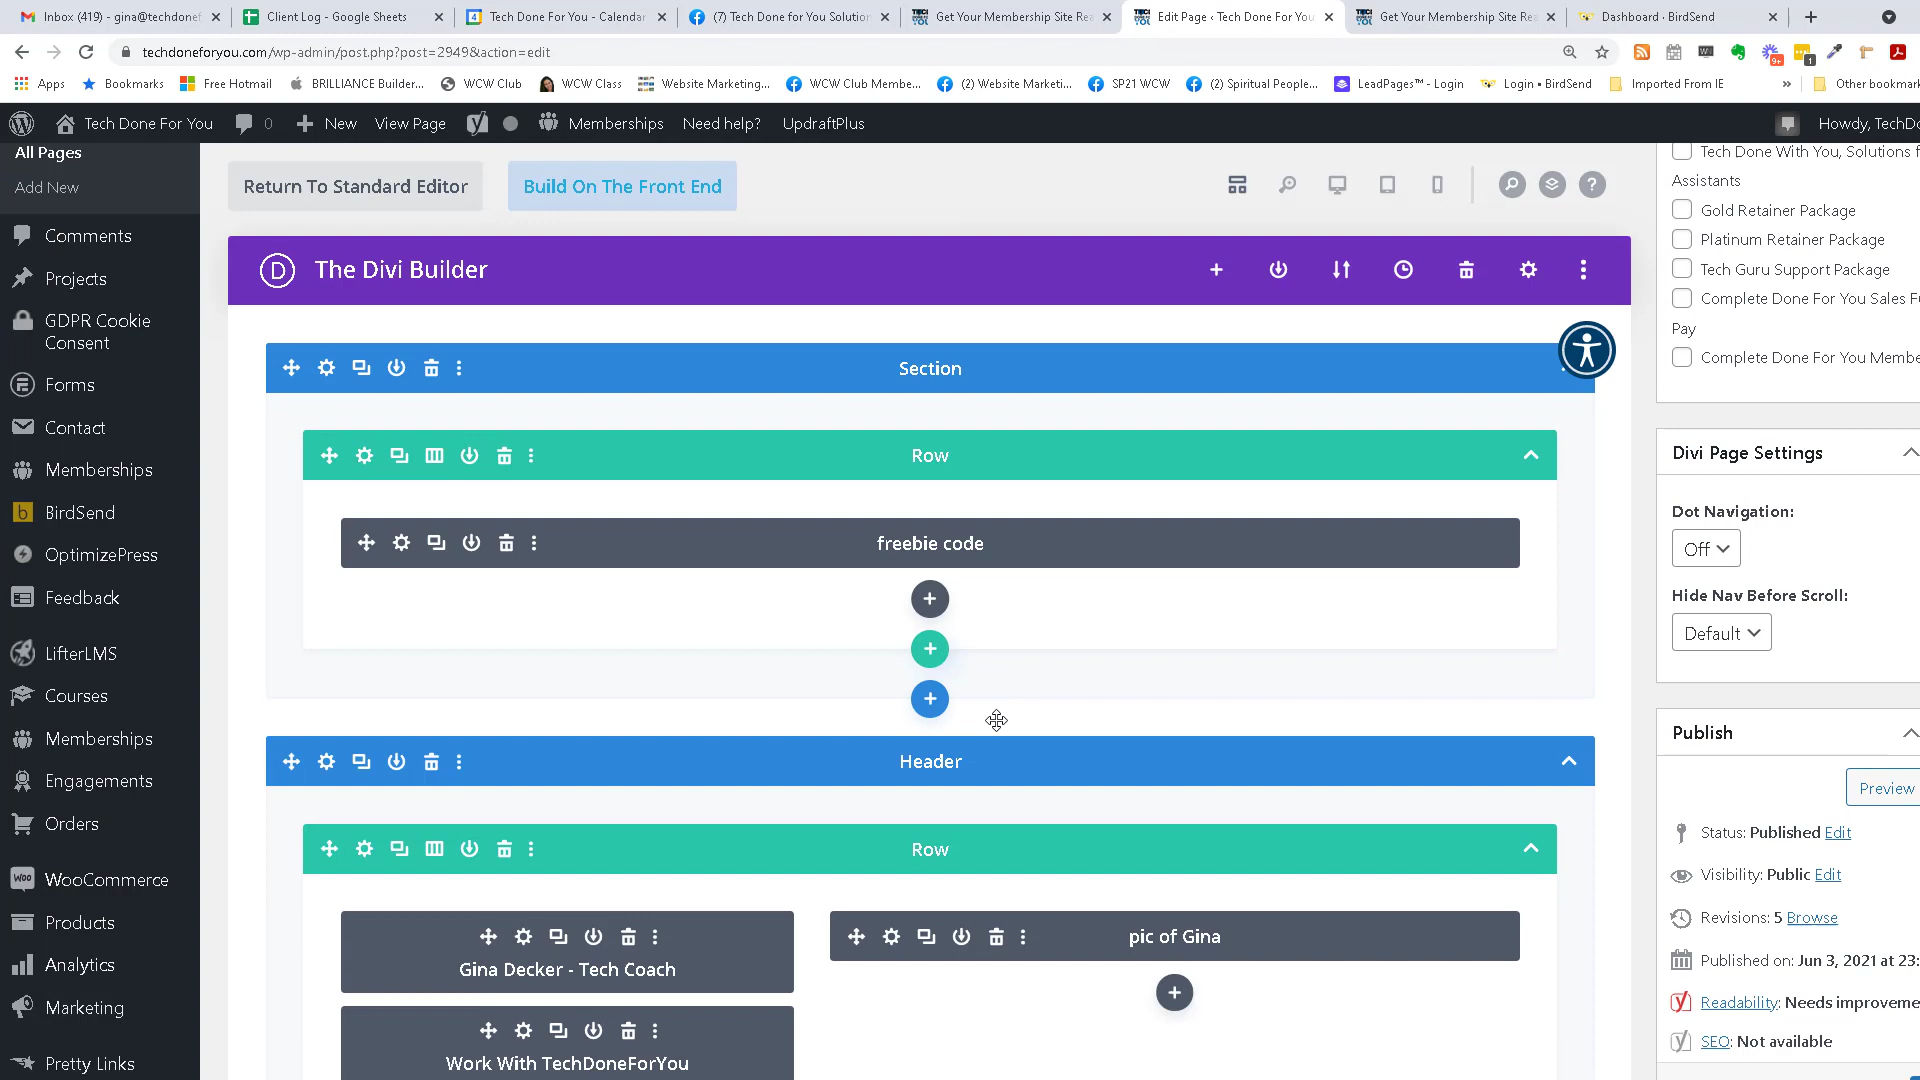 Inbox (419) - gina@techdonef
Client Log - Google Sheets
Tech Done For You - Calendar
(7) Tech Done for You Solution
Get Your Membership Site Rea
Edit Page ‹ Tech Done For You
Get Your Membership Site Rea
Dashboard · BirdSend
techdoneforyou.com/wp-admin/post.php?post=2949&action=edit
Apps
Bookmarks
Free Hotmail
BRILLIANCE Builder...
WCW Club
WCW Class
Website Marketing...
WCW Club Membe...
(2) Website Marketi...
SP21 WCW
(2) Spiritual People...
LeadPages™ - Login
Login • BirdSend
Imported From IE
»
Other bookmark
Tech Done For You
0
New
View Page
Memberships
Need help?
UpdraftPlus
Howdy, TechDo
All Pages
Add New
Comments
Projects
GDPR Cookie
Consent
Forms
Contact
Memberships
BirdSend
OptimizePress
Feedback
LifterLMS
Courses
Memberships
Engagements
Orders
WooCommerce
Products
Analytics
Marketing
Pretty Links
Return To Standard Editor
Build On The Front End
D The Divi Builder
Section
Row
freebie code
Header
Row
Gina Decker - Tech Coach
Work With TechDoneForYou
pic of Gina
Tech Done With You, Solutions f
Assistants
Gold Retainer Package
Platinum Retainer Package
Tech Guru Support Package
Complete Done For You Sales F
Pay
Complete Done For You Membe
Divi Page Settings
Dot Navigation:
Off
Hide Nav Before Scroll:
Default
Publish
Preview
Status: Published Edit
Visibility: Public Edit
Revisions: 5 Browse
Published on: Jun 3, 2021 at 23:
Readability: Needs improveme
SEO: Not available